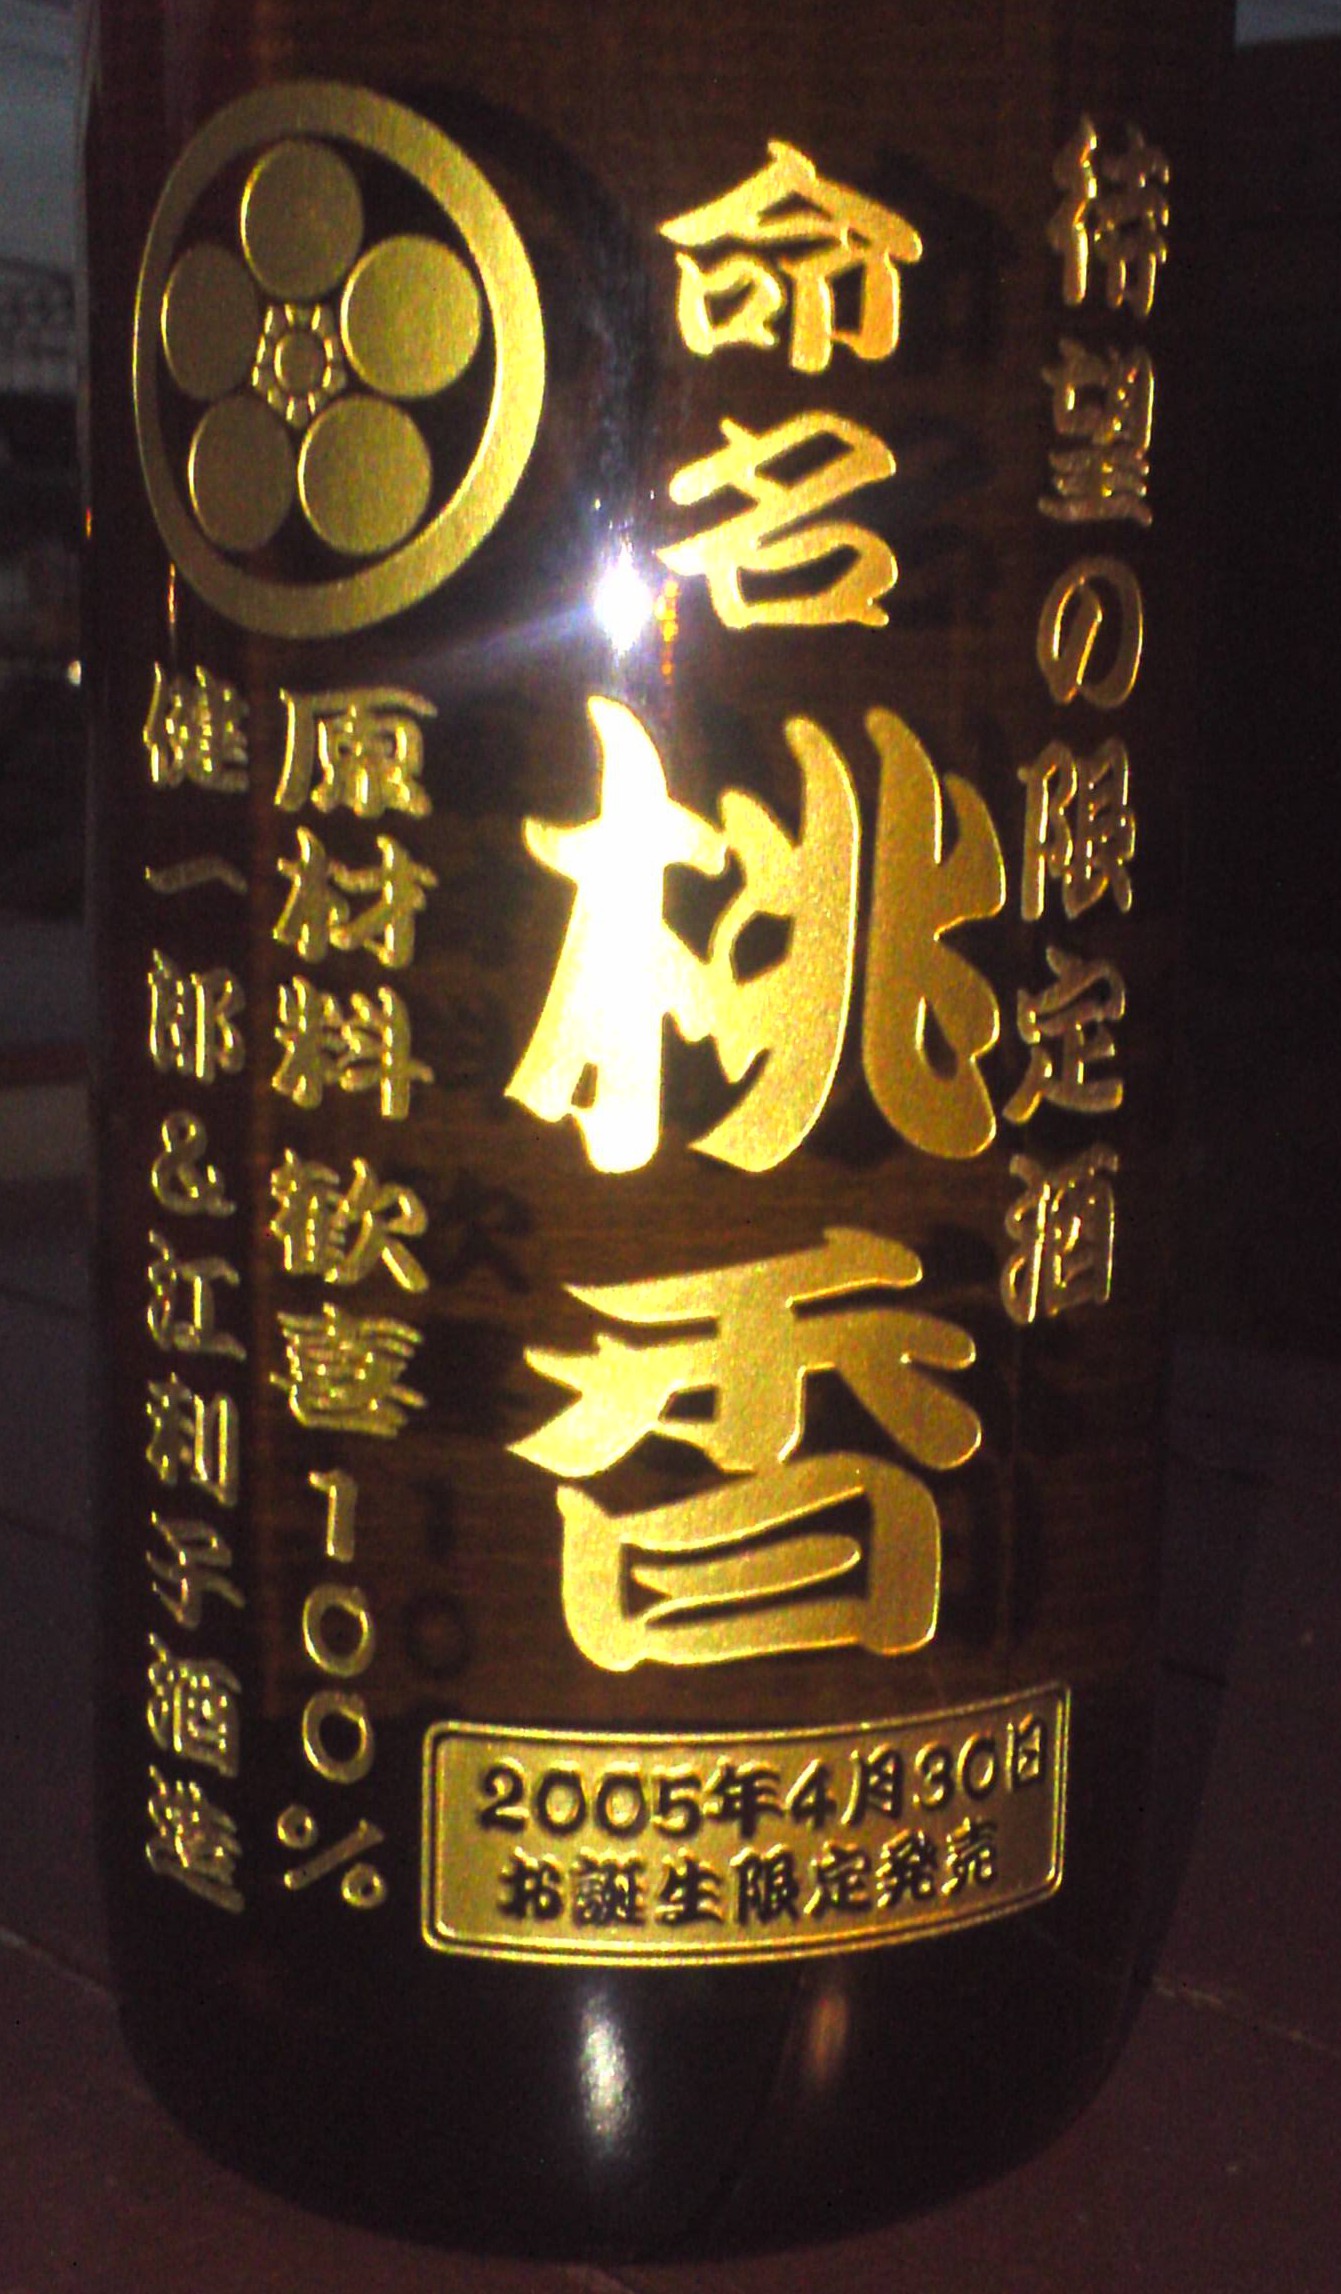 待望の限定酒
命名
桃香
原材料 歓喜100%
健一郎&江利子酒造
2005年4月30日
お誕生限定発売